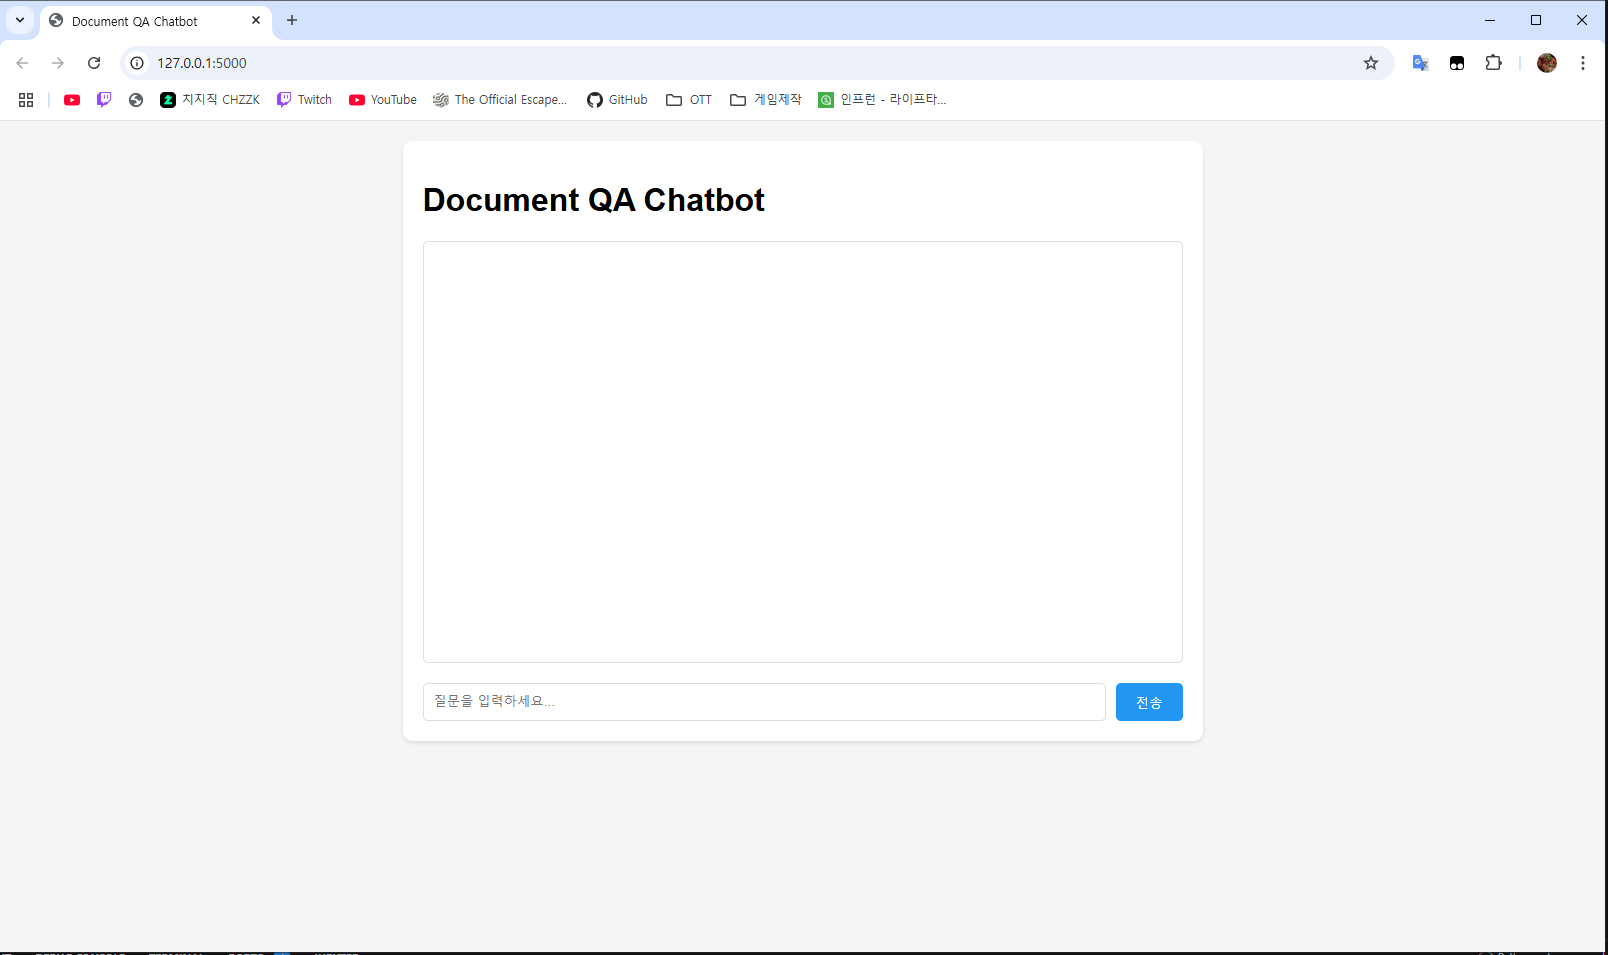 Document QA Chatbot
127.0.0.1:5000
치지직 CHZZK Twitch YouTube The Official Escape... GitHub OTT 게임제작 인프런 - 라이프타...
Document QA Chatbot
질문을 입력하세요...
전송